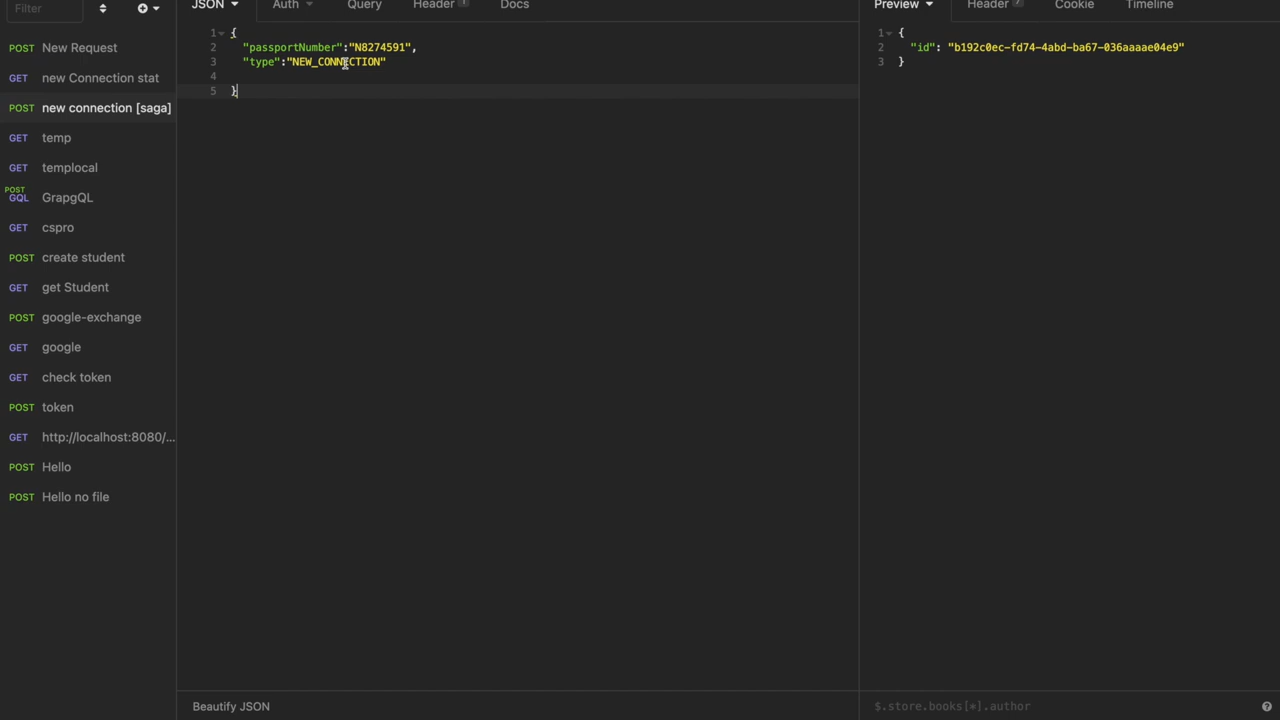 Filter
POST New Request
GET new Connection stat
POST new connection [saga]
GET temp
GET templocal
POST
GQL GrapgQL
GET cspro
POST create student
GET get Student
POST google-exchange
GET google
GET check token
POST token
GET http://localhost:8080/...
POST Hello
POST Hello no file
JSON Auth Query Header 1 Docs
1 {
2 "passportNumber":"N8274591",
3 "type":"NEW_CONNECTION"
4
5 }
Beautify JSON
Preview Header 7 Cookie Timeline
1 {
2 "id": "b192c0ec-fd74-4abd-ba67-036aaaae04e9"
3 }
$.store.books[*].author